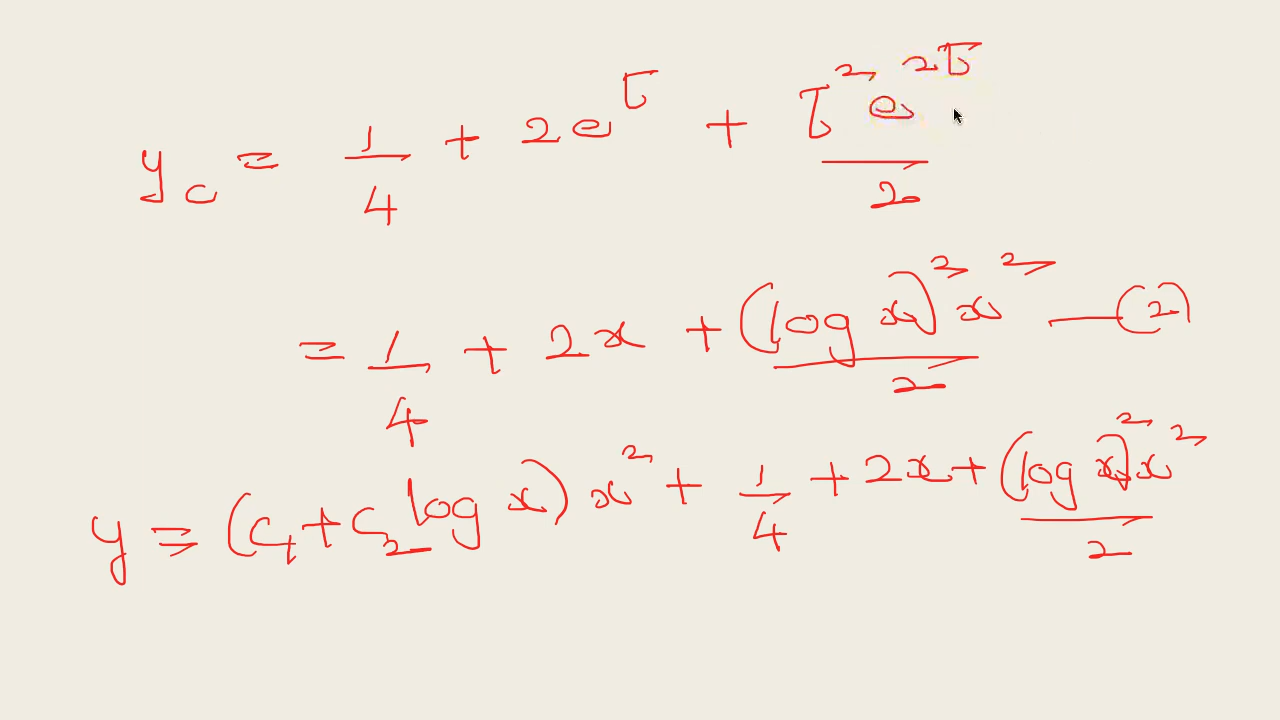 y_c = 1/4 + 2e^t + t^2 e^{2t}/2
= 1/4 + 2x + (log x)^2 x^2/2 —(2)
y = (c_1 + c_2 log x) x^2 + 1/4 + 2x + (log x)^2 x^2/2